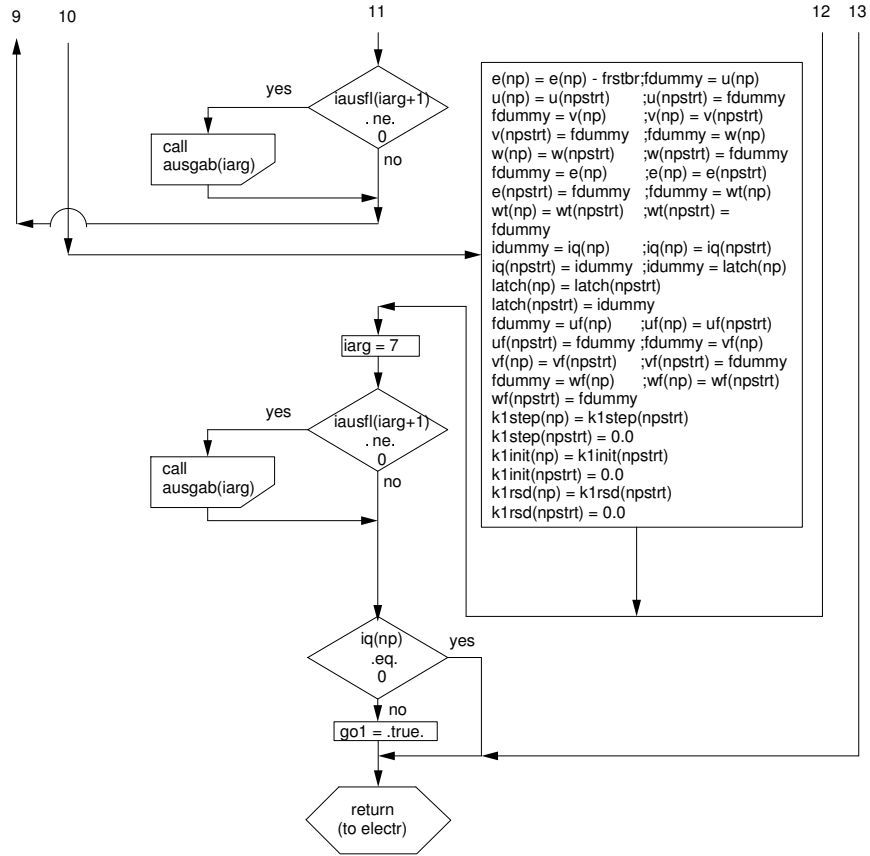 9 10 11 12 13
iausfl(iarg+1)
. ne.
0
yes
no
call
ausgab(iarg)
e(np) = e(np) - frstbr;fdummy = u(np)
u(np) = u(npstrt) ;u(npstrt) = fdummy
fdummy = v(np) ;v(np) = v(npstrt)
v(npstrt) = fdummy ;fdummy = w(np)
w(np) = w(npstrt) ;w(npstrt) = fdummy
fdummy = e(np) ;e(np) = e(npstrt)
e(npstrt) = fdummy ;fdummy = wt(np)
wt(np) = wt(npstrt) ;wt(npstrt) =
fdummy
idummy = iq(np) ;iq(np) = iq(npstrt)
iq(npstrt) = idummy ;idummy = latch(np)
latch(np) = latch(npstrt)
latch(npstrt) = idummy
fdummy = uf(np) ;uf(np) = uf(npstrt)
uf(npstrt) = fdummy ;fdummy = vf(np)
vf(np) = vf(npstrt) ;vf(npstrt) = fdummy
fdummy = wf(np) ;wf(np) = wf(npstrt)
wf(npstrt) = fdummy
k1step(np) = k1step(npstrt)
k1step(npstrt) = 0.0
k1init(np) = k1init(npstrt)
k1init(npstrt) = 0.0
k1rsd(np) = k1rsd(npstrt)
k1rsd(npstrt) = 0.0
iarg = 7
iausfl(iarg+1)
. ne.
0
yes
no
call
ausgab(iarg)
iq(np)
.eq.
0
yes
no
go1 = .true.
return
(to electr)